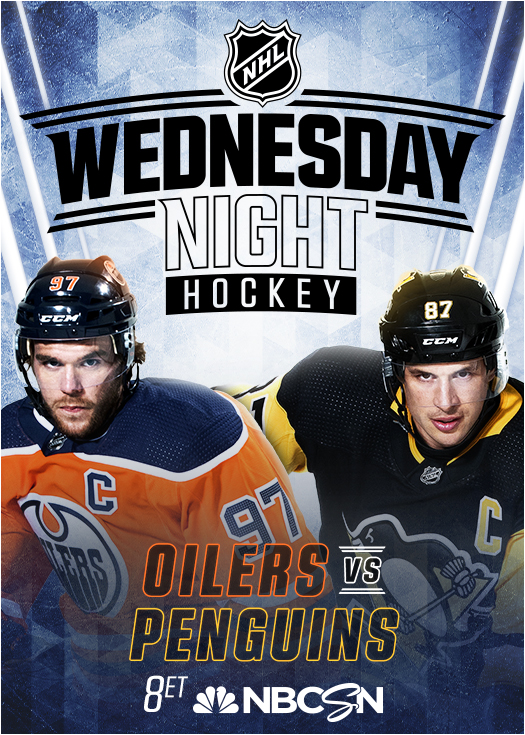 NHL
WEDNESDAY
NIGHT
HOCKEY
97
CCM
87
CCM
C
97
OILERS
C
OILERS VS
PENGUINS
8ET NBCSN